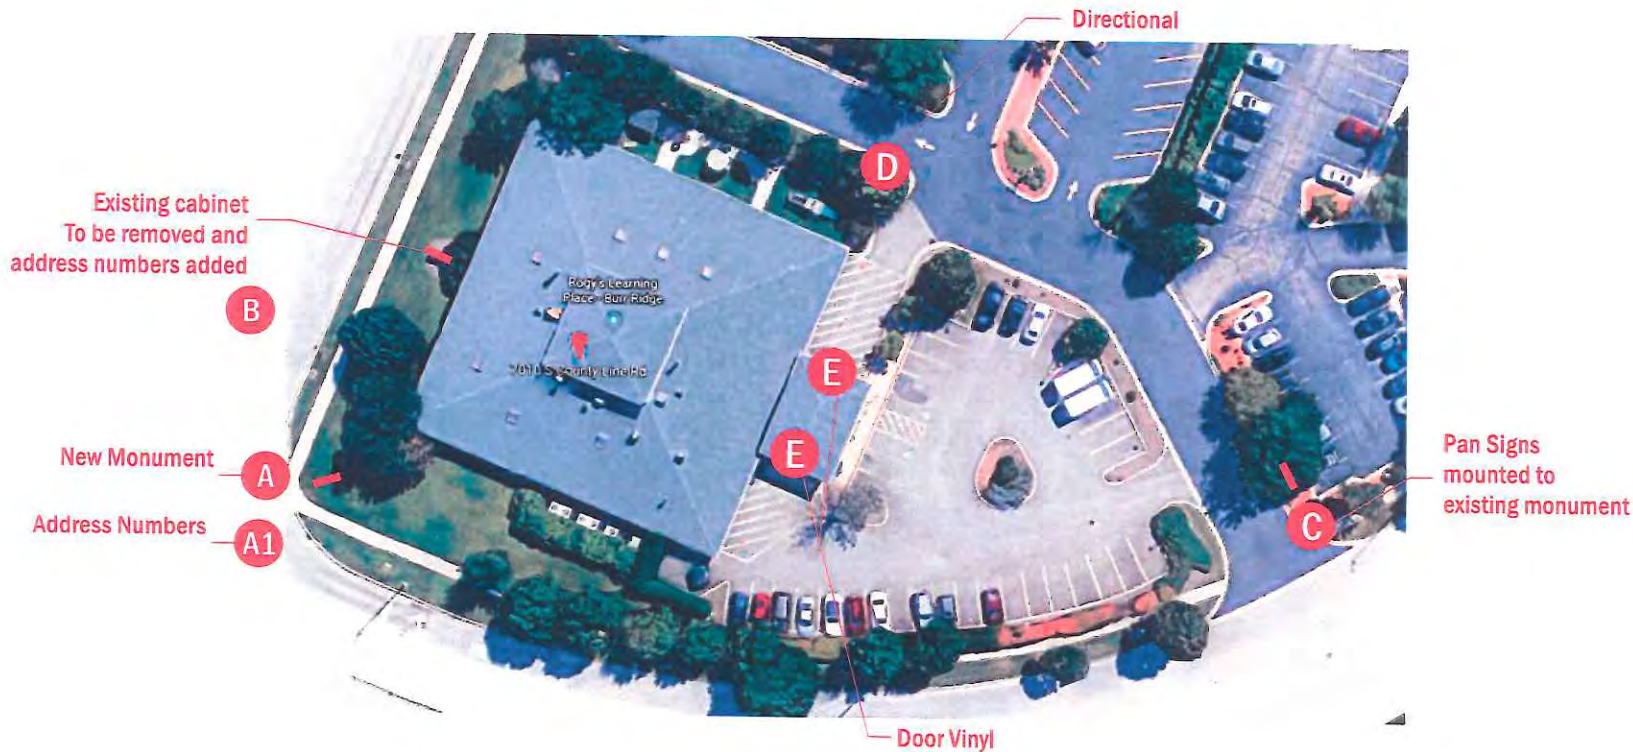 Directional
D
Existing cabinet
To be removed and
address numbers added
B
Rogy's Learning
Place - Burr Ridge
7010 S County Line Rd
E
E
New Monument
A
Address Numbers
A1
Pan Signs
mounted to
existing monument
C
Door Vinyl